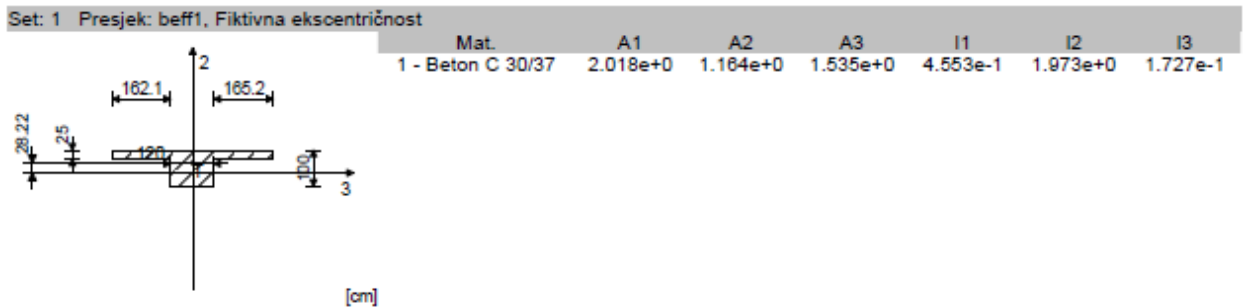 Set: 1 Presjek: beff1, Fiktivna ekscentričnost
Mat. A1 A2 A3 I1 I2 I3
1 - Beton C 30/37 2.018e+0 1.164e+0 1.535e+0 4.553e-1 1.973e+0 1.727e-1
2
162.1 165.2
28.22
25
120
T
100
3
[cm]